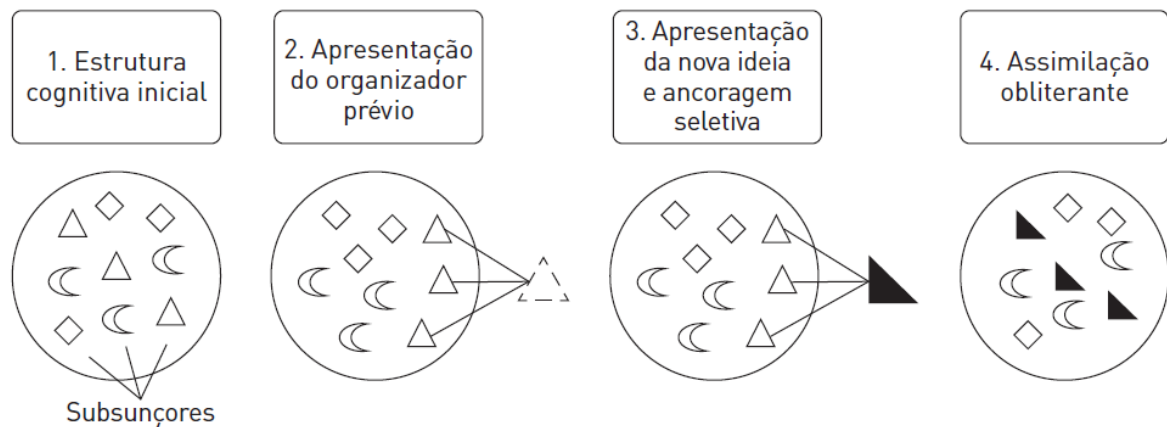 1. Estrutura
cognitiva inicial
2. Apresentação
do organizador
prévio
3. Apresentação
da nova ideia
e ancoragem
seletiva
4. Assimilação
obliterante
Subsunçores